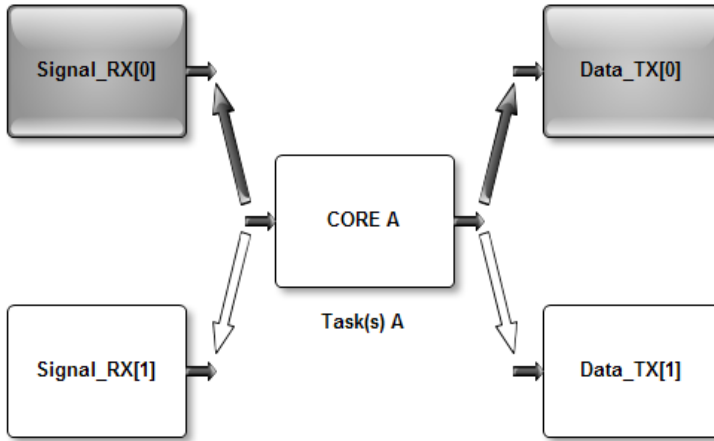 Signal_RX[0]
Data_TX[0]
CORE A
Task(s) A
Signal_RX[1]
Data_TX[1]